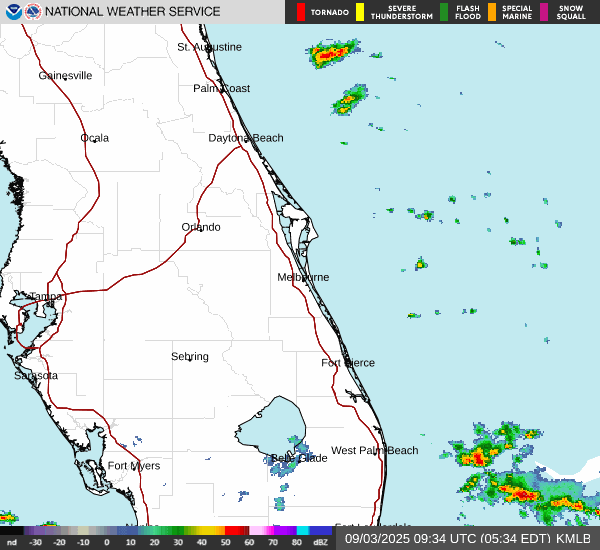 NATIONAL WEATHER SERVICE
TORNADO
SEVERE THUNDERSTORM
FLASH FLOOD
SPECIAL MARINE
SNOW SQUALL
St. Augustine
Gainesville
Palm Coast
Ocala
Daytona Beach
Orlando
Melbourne
Tampa
Sebring
Fort Pierce
Sarasota
West Palm Beach
Belle Glade
Fort Myers
nd -30 -20 -10 0 10 20 30 40 50 60 70 80 dBZ
09/03/2025 09:34 UTC (05:34 EDT) KMLB